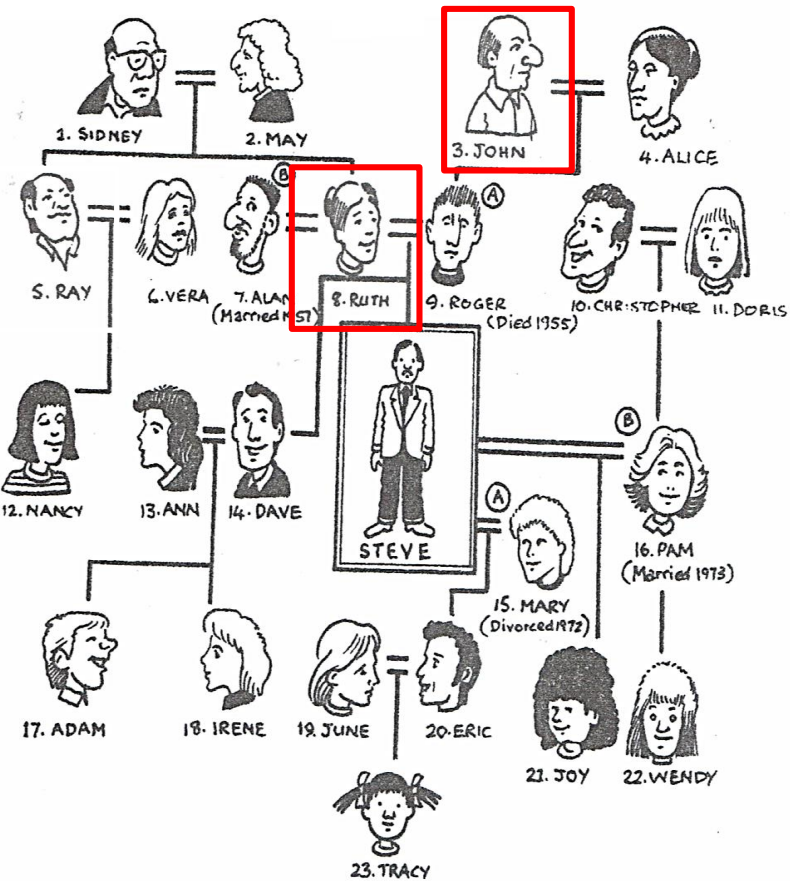 1. SIDNEY
2. MAY
3. JOHN
4. ALICE
B
A
5. RAY
6. VERA
7. ALAN
(Married 1957)
8. RUTH
9. ROGER
(Died 1955)
10. CHRISTOPHER
11. DORIS
B
12. NANCY
13. ANN
14. DAVE
STEVE
A
15. MARY
(Divorced 1972)
16. PAM
(Married 1973)
17. ADAM
18. IRENE
19. JUNE
20. ERIC
21. JOY
22. WENDY
23. TRACY